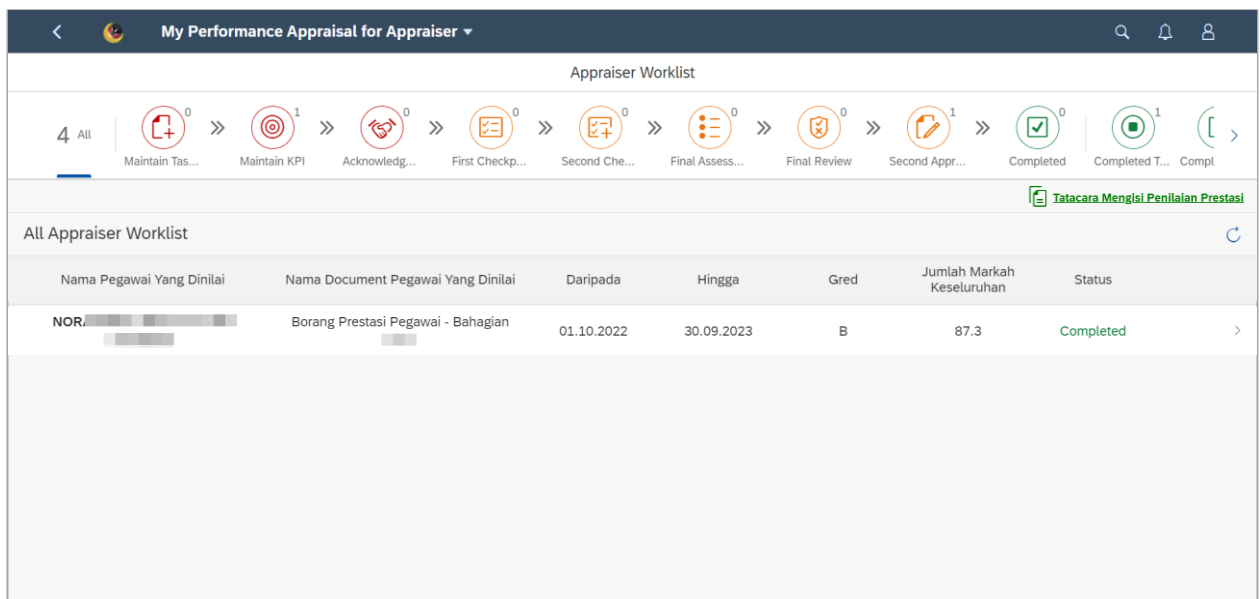 My Performance Appraisal for Appraiser
Appraiser Worklist
4 All
0
Maintain Tas...
1
Maintain KPI
0
Acknowledg...
0
First Checkp...
0
Second Che...
0
Final Assess...
0
Final Review
1
Second Appr...
0
Completed
1
Completed T...
Compl
Tatacara Mengisi Penilaian Prestasi
All Appraiser Worklist
Nama Pegawai Yang Dinilai Nama Document Pegawai Yang Dinilai Daripada Hingga Gred Jumlah Markah Keseluruhan Status
NOR
Borang Prestasi Pegawai - Bahagian
01.10.2022 30.09.2023 B 87.3 Completed